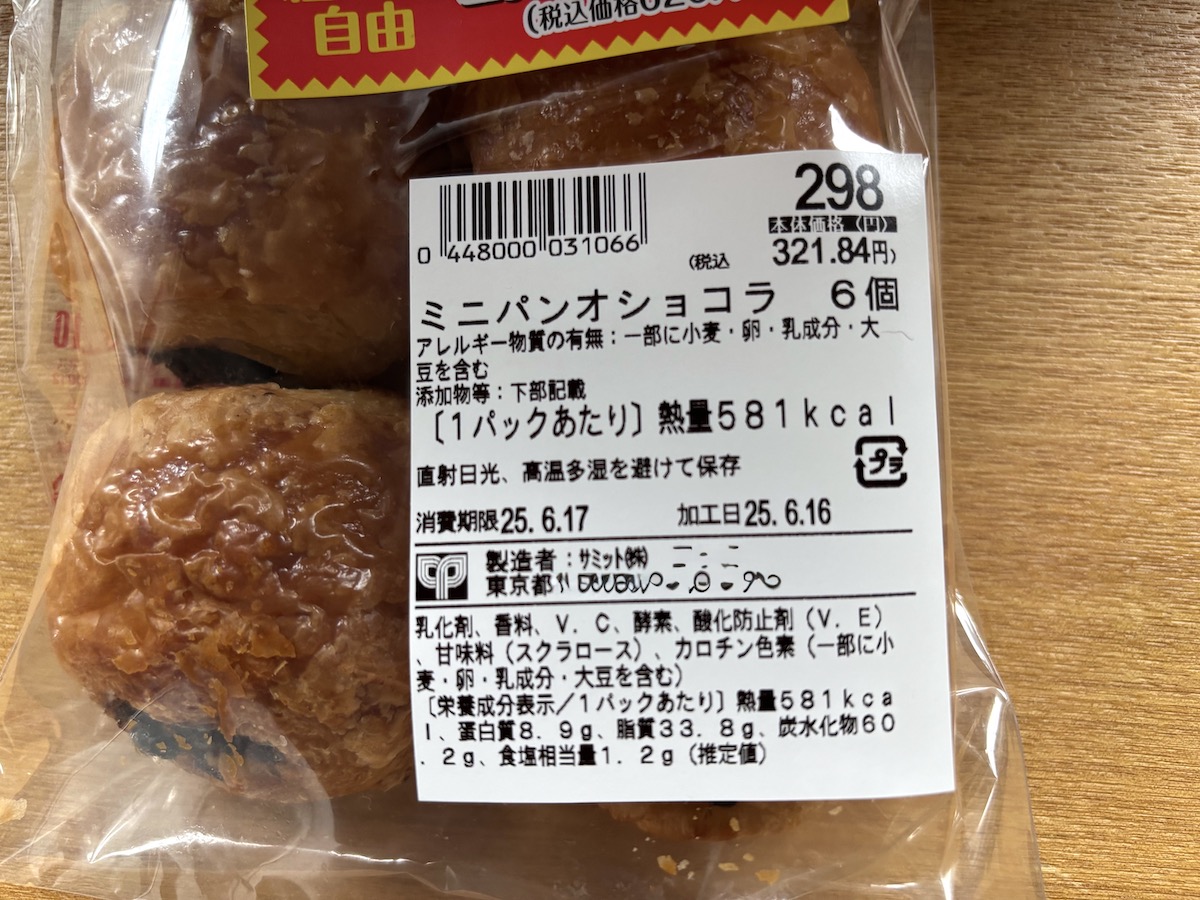 自由
(税込価格
298
本体価格(円)
(税込 321.84円)
0 448000 031066
ミニパンオショコラ 6個
アレルギー物質の有無:一部に小麦・卵・乳成分・大
豆を含む
添加物等:下部記載
〔1パックあたり〕熱量581kcal
プラ
直射日光、高温多湿を避けて保存
消費期限25.6.17 加工日25.6.16
製造者:サミット㈱
東京都
乳化剤、香料、V.C、酵素、酸化防止剤(V.E)
、甘味料(スクラロース)、カロチン色素(一部に小
麦・卵・乳成分・大豆を含む)
〔栄養成分表示/1パックあたり〕熱量581kca
l、蛋白質8.9g、脂質33.8g、炭水化物60
.2g、食塩相当量1.2g(推定値)